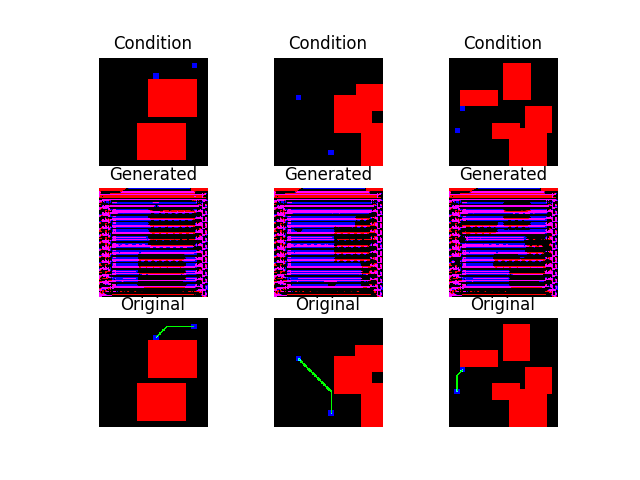 Condition Condition Condition
Generated Generated Generated
Original Original Original